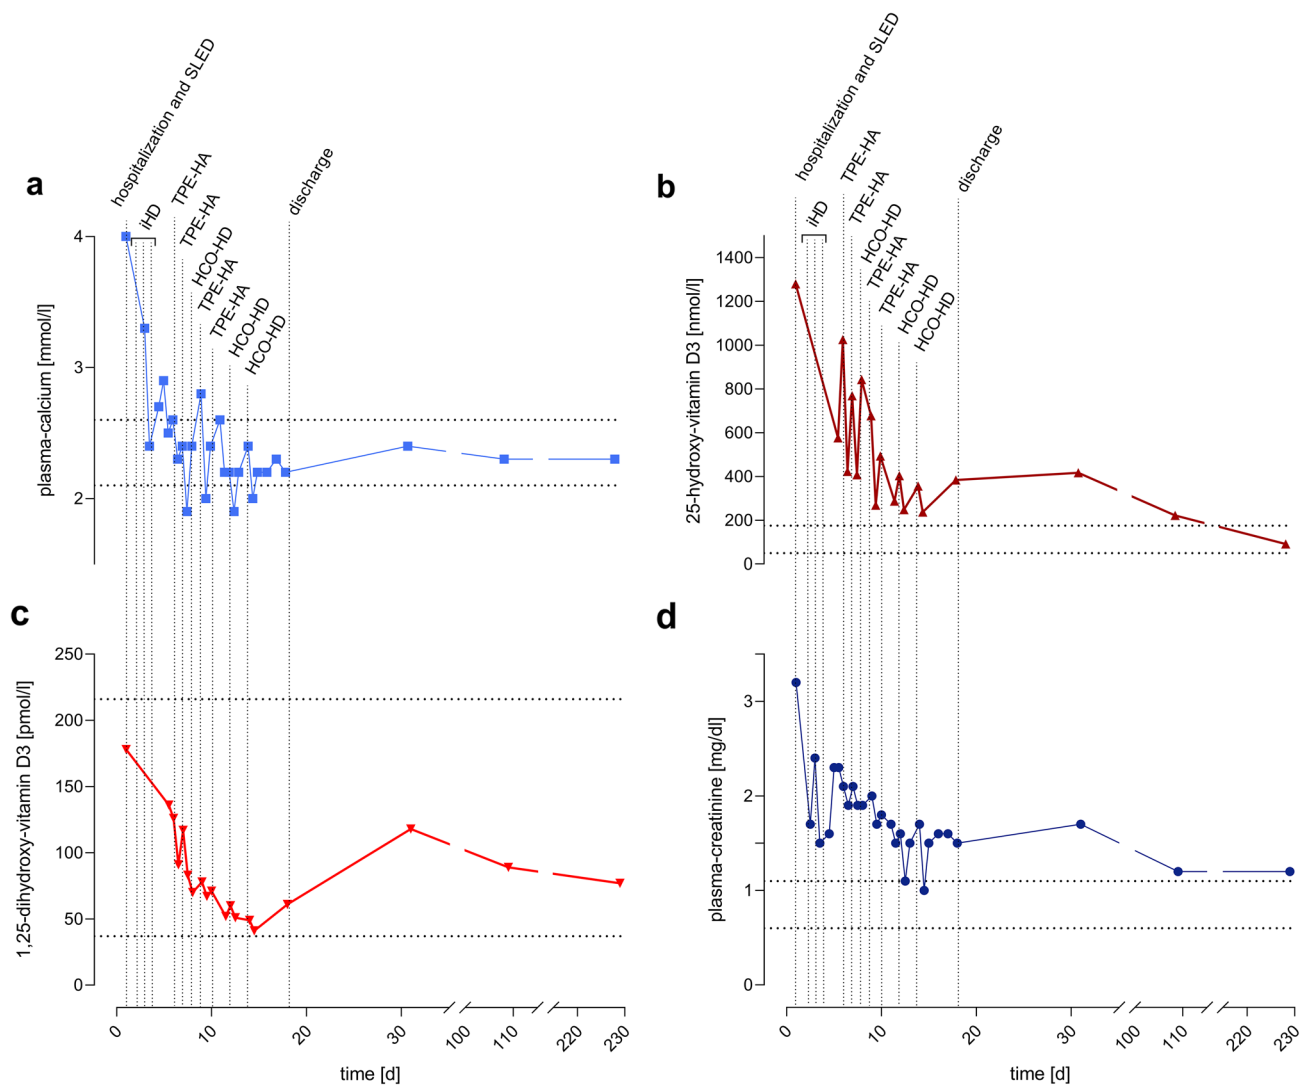 a
hospitalization and SLED
iHD
TPE-HA
TPE-HA
HCO-HD
TPE-HA
TPE-HA
HCO-HD
HCO-HD
discharge
plasma-calcium [mmol/l]
4
3
2
b
hospitalization and SLED
iHD
TPE-HA
TPE-HA
HCO-HD
TPE-HA
TPE-HA
HCO-HD
HCO-HD
discharge
25-hydroxy-vitamin D3 [nmol/l]
1400
1200
1000
800
600
400
200
0
c
1,25-dihydroxy-vitamin D3 [pmol/l]
250
200
150
100
50
0
0
10
20
30
100
110
220
230
time [d]
d
plasma-creatinine [mg/dl]
3
2
1
0
0
10
20
30
100
110
220
230
time [d]